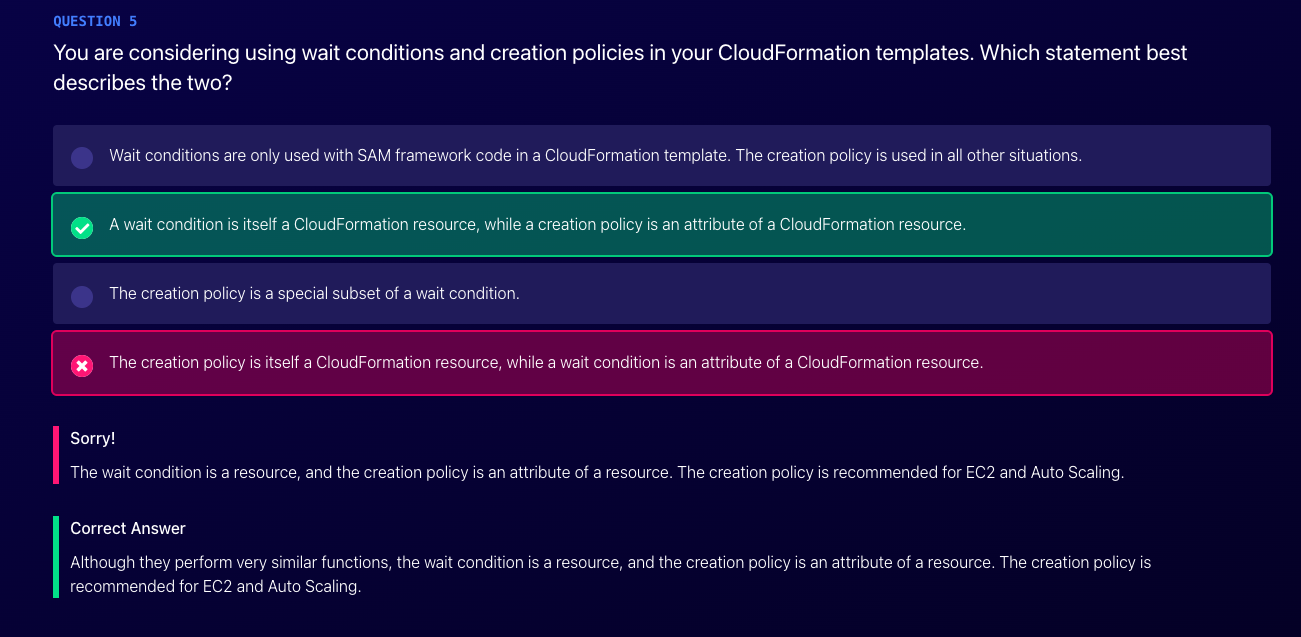 QUESTION 5
You are considering using wait conditions and creation policies in your CloudFormation templates. Which statement best
describes the two?
Wait conditions are only used with SAM framework code in a CloudFormation template. The creation policy is used in all other situations.
A wait condition is itself a CloudFormation resource, while a creation policy is an attribute of a CloudFormation resource.
The creation policy is a special subset of a wait condition.
The creation policy is itself a CloudFormation resource, while a wait condition is an attribute of a CloudFormation resource.
Sorry!
The wait condition is a resource, and the creation policy is an attribute of a resource. The creation policy is recommended for EC2 and Auto Scaling.
Correct Answer
Although they perform very similar functions, the wait condition is a resource, and the creation policy is an attribute of a resource. The creation policy is
recommended for EC2 and Auto Scaling.